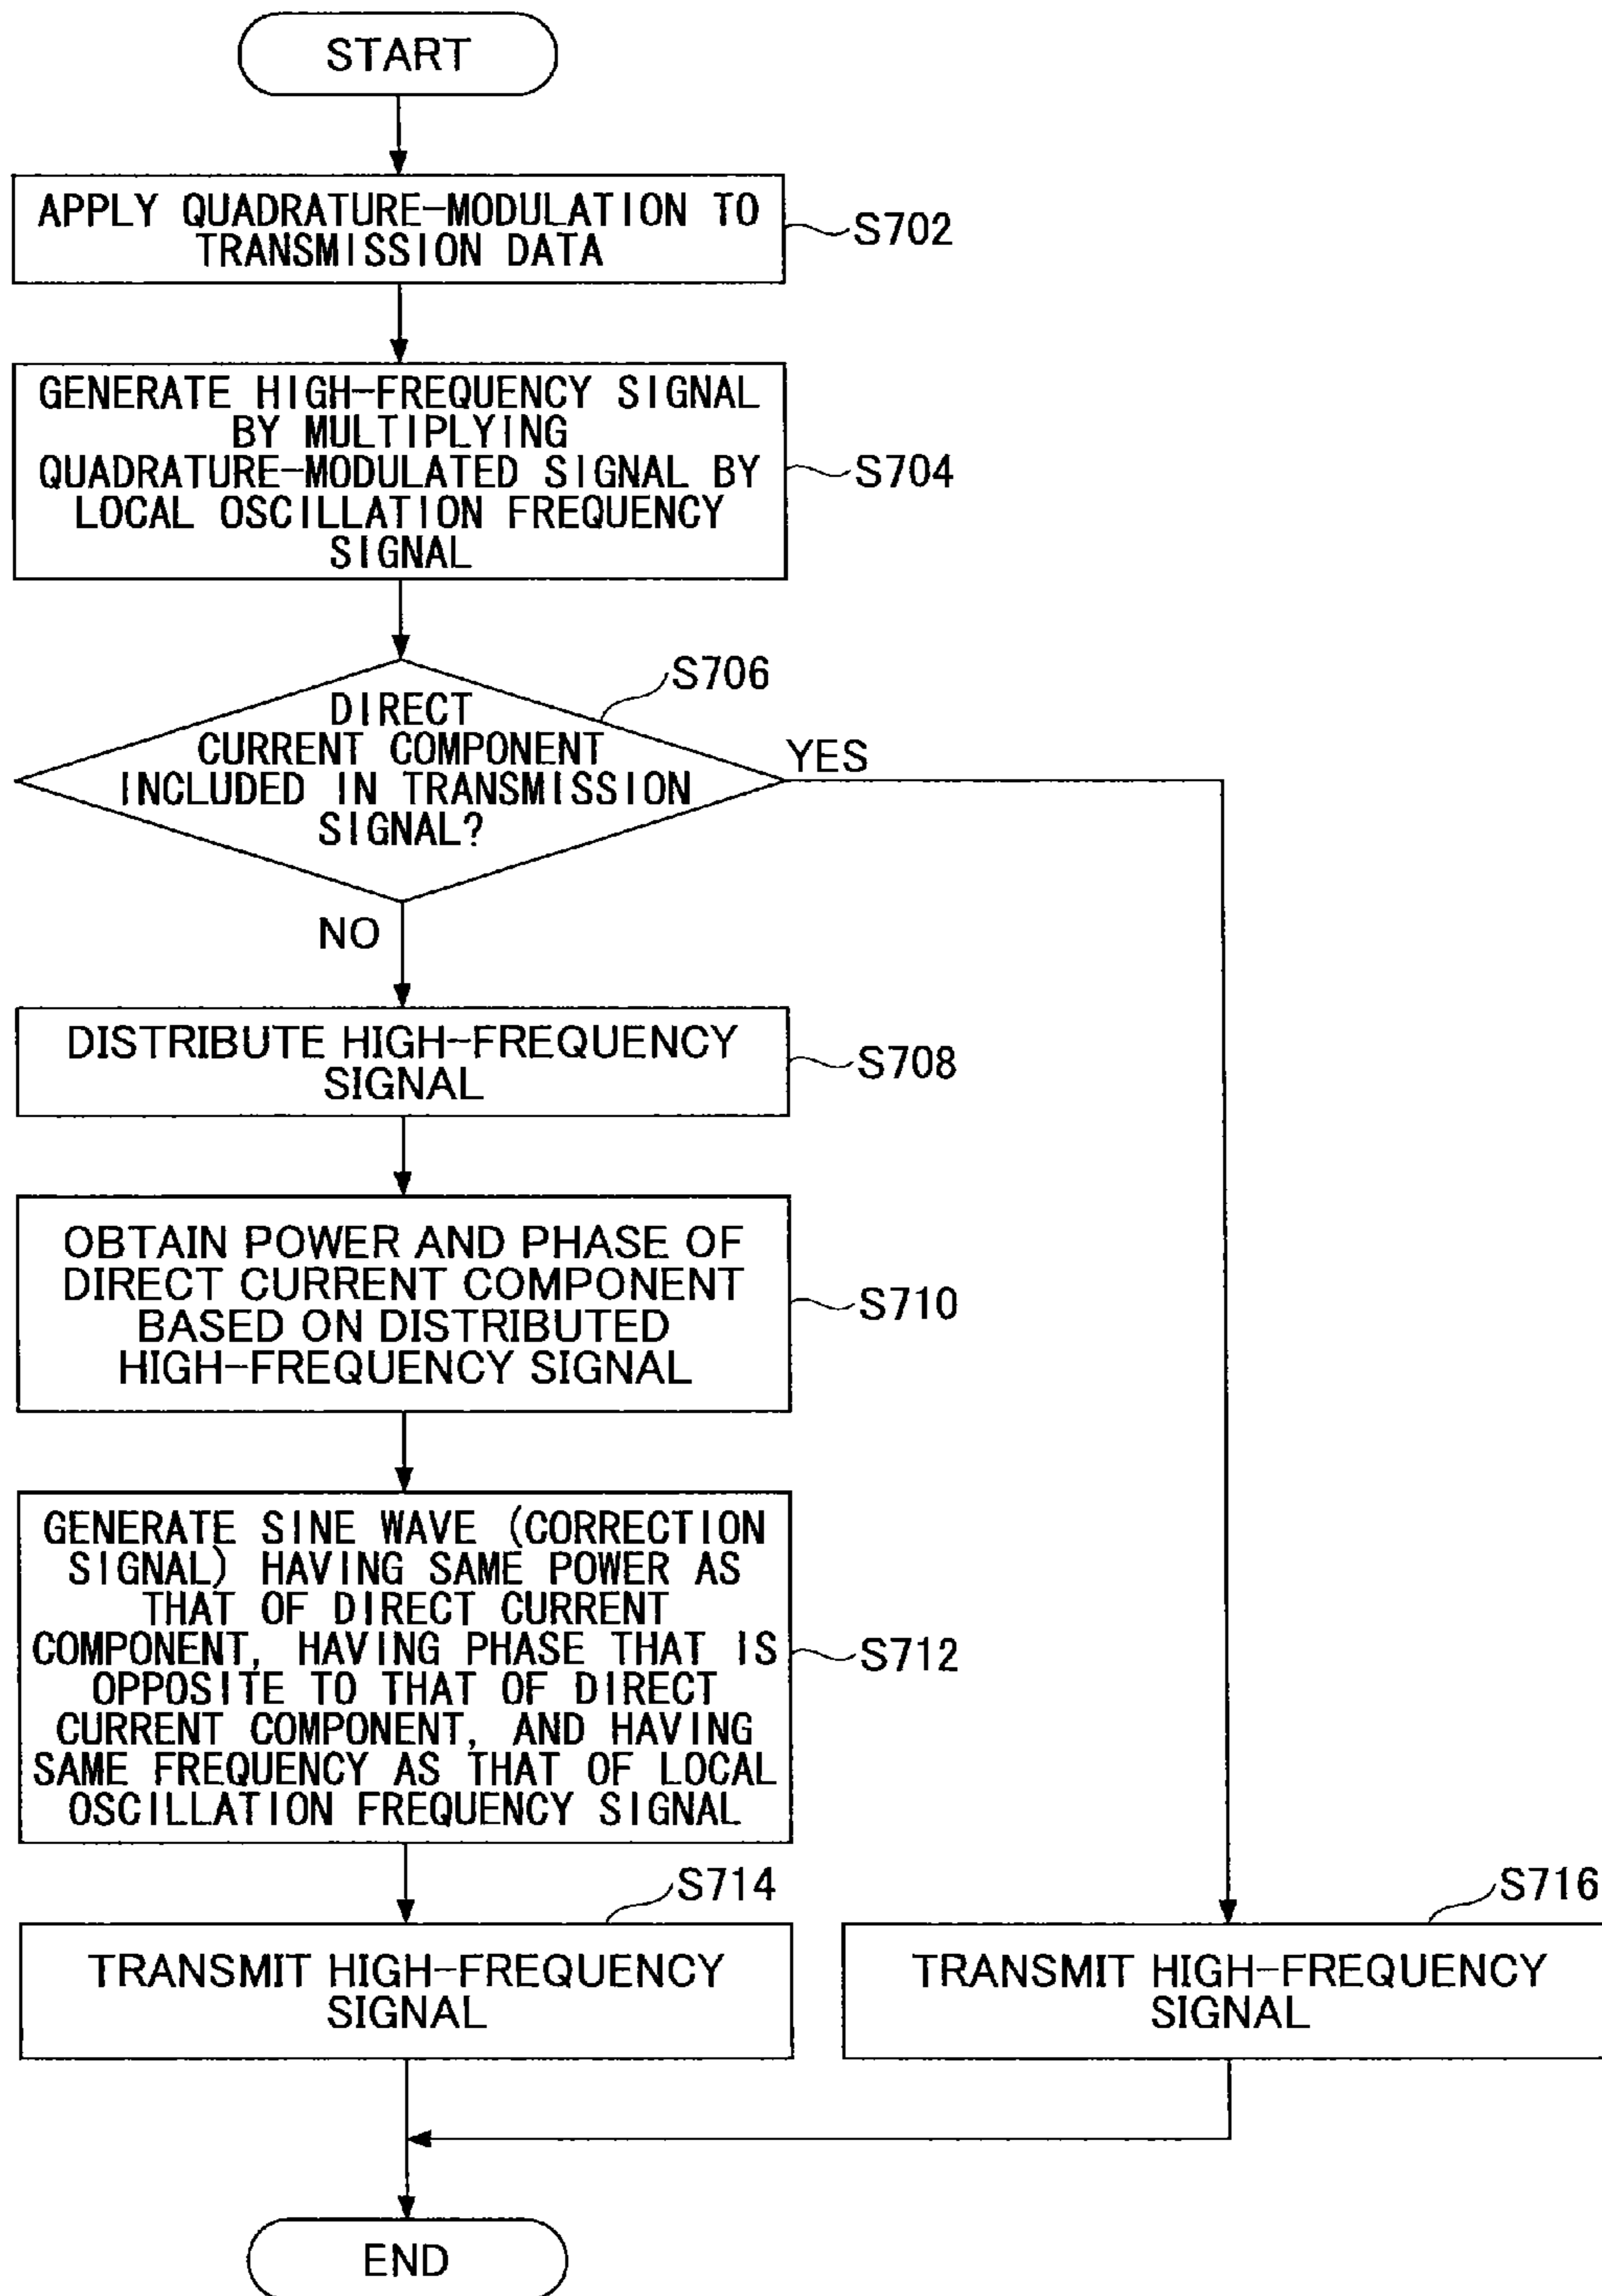 START
APPLY QUADRATURE-MODULATION TO
TRANSMISSION DATA
S702
GENERATE HIGH-FREQUENCY SIGNAL
BY MULTIPLYING
QUADRATURE-MODULATED SIGNAL BY
LOCAL OSCILLATION FREQUENCY
SIGNAL
S704
S706
DIRECT
CURRENT COMPONENT
INCLUDED IN TRANSMISSION
SIGNAL?
YES
NO
DISTRIBUTE HIGH-FREQUENCY
SIGNAL
S708
OBTAIN POWER AND PHASE OF
DIRECT CURRENT COMPONENT
BASED ON DISTRIBUTED
HIGH-FREQUENCY SIGNAL
S710
GENERATE SINE WAVE (CORRECTION
SIGNAL) HAVING SAME POWER AS
THAT OF DIRECT CURRENT
COMPONENT, HAVING PHASE THAT IS
OPPOSITE TO THAT OF DIRECT
CURRENT COMPONENT, AND HAVING
SAME FREQUENCY AS THAT OF LOCAL
OSCILLATION FREQUENCY SIGNAL
S712
S714
TRANSMIT HIGH-FREQUENCY
SIGNAL
S716
TRANSMIT HIGH-FREQUENCY
SIGNAL
END